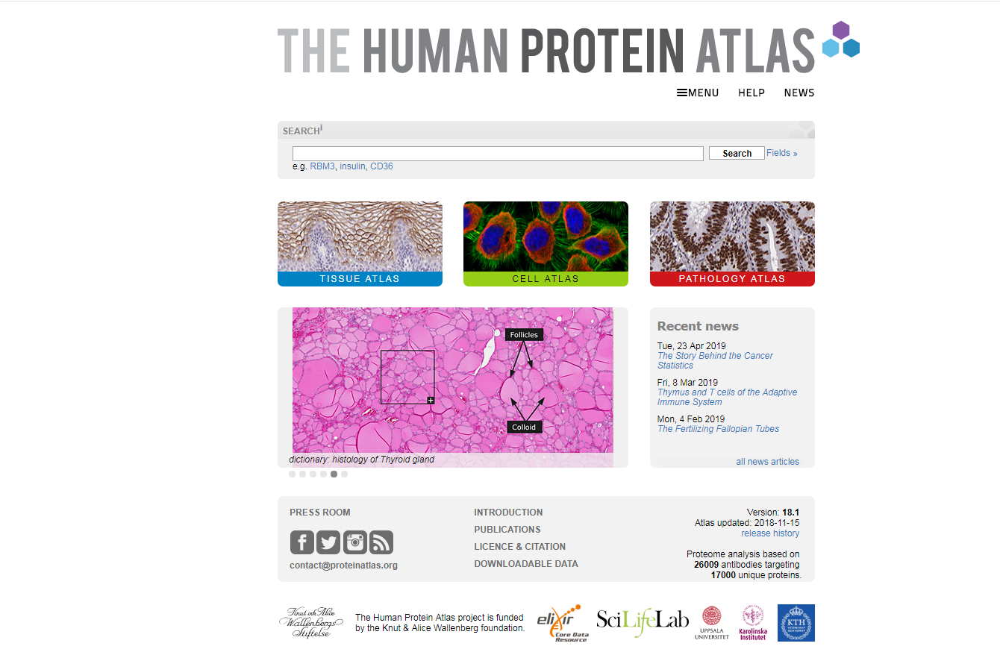 THE HUMAN PROTEIN ATLAS
MENU HELP NEWS
SEARCHi
Search Fields »
e.g. RBM3, insulin, CD36
TISSUE ATLAS
CELL ATLAS
PATHOLOGY ATLAS
Follicles
Colloid
dictionary: histology of Thyroid gland
Recent news
Tue, 23 Apr 2019
The Story Behind the Cancer
Statistics
Fri, 8 Mar 2019
Thymus and T cells of the Adaptive
Immune System
Mon, 4 Feb 2019
The Fertilizing Fallopian Tubes
all news articles
PRESS ROOM
contact@proteinatlas.org
INTRODUCTION
PUBLICATIONS
LICENCE & CITATION
DOWNLOADABLE DATA
Version: 18.1
Atlas updated: 2018-11-15
release history
Proteome analysis based on
26009 antibodies targeting
17000 unique proteins.
Knut och Alice
Wallenbergs
Stiftelse
The Human Protein Atlas project is funded
by the Knut & Alice Wallenberg foundation.
elixir
Core Data
Resource
SciLifeLab
UPPSALA
UNIVERSITET
Karolinska
Institutet
KTH